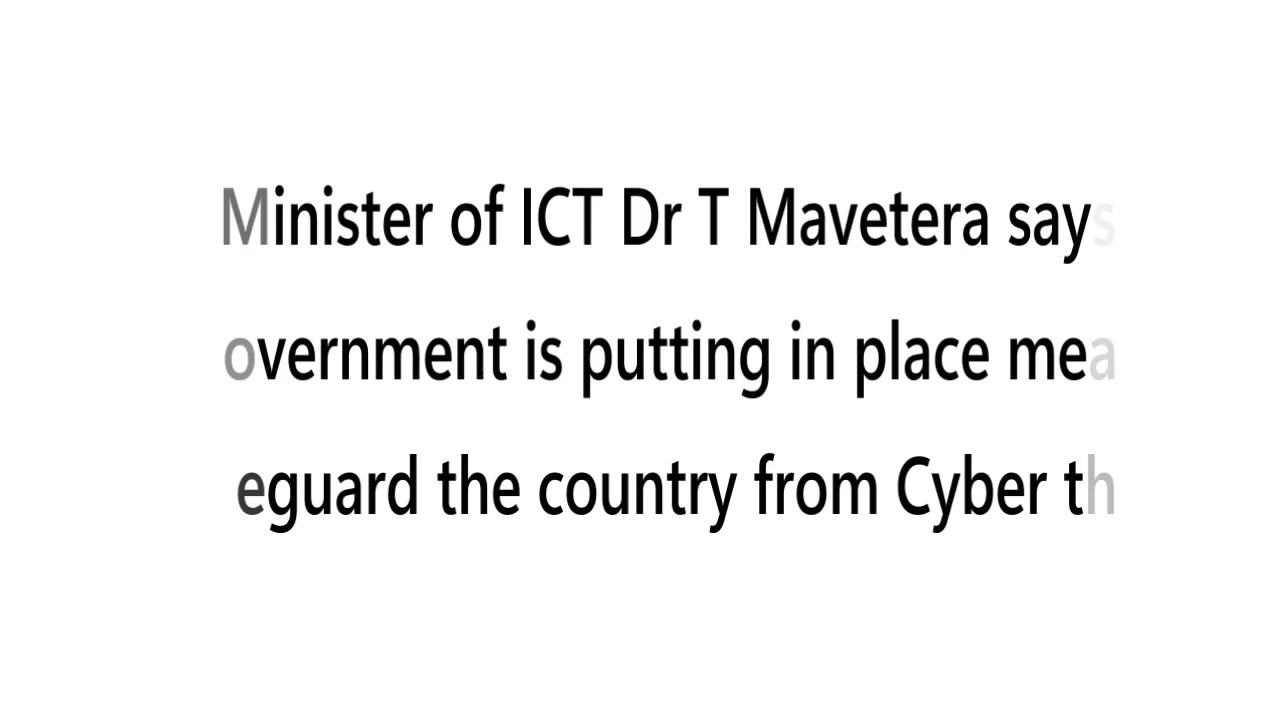 Minister of ICT Dr T Mavetera says
overnment is putting in place mea
eguard the country from Cyber th